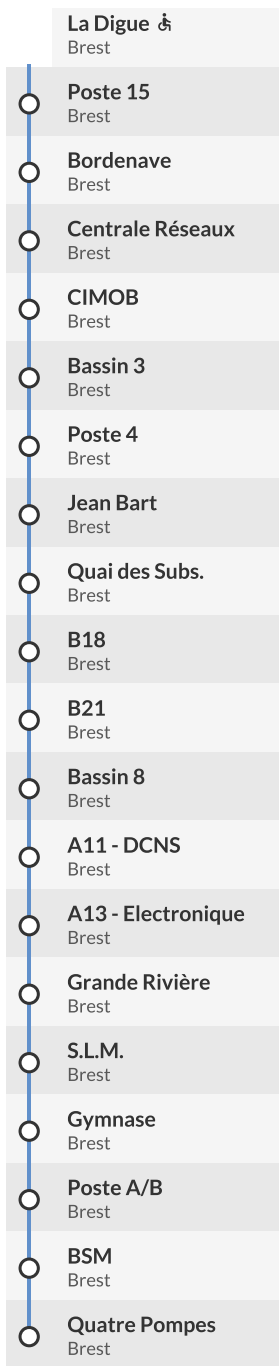 La Digue
Brest
Poste 15
Brest
Bordenave
Brest
Centrale Réseaux
Brest
CIMOB
Brest
Bassin 3
Brest
Poste 4
Brest
Jean Bart
Brest
Quai des Subs.
Brest
B18
Brest
B21
Brest
Bassin 8
Brest
A11 - DCNS
Brest
A13 - Electronique
Brest
Grande Rivière
Brest
S.L.M.
Brest
Gymnase
Brest
Poste A/B
Brest
BSM
Brest
Quatre Pompes
Brest